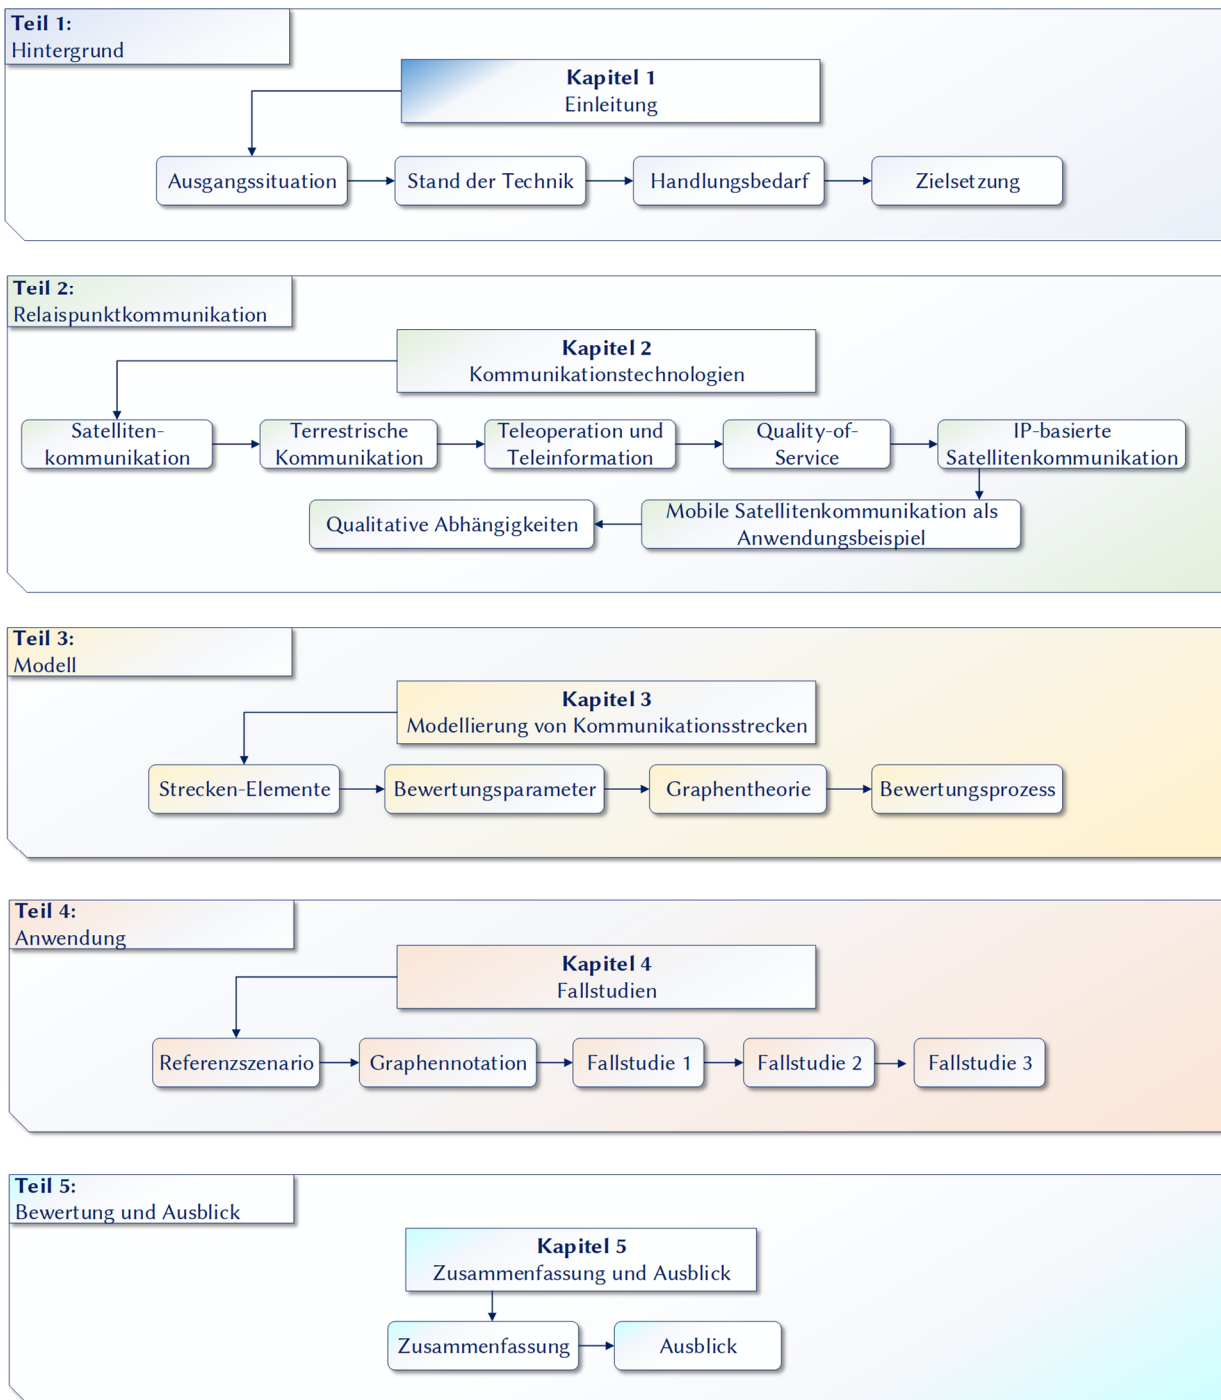 Teil 1:
Hintergrund
Kapitel 1
Einleitung
Ausgangssituation
Stand der Technik
Handlungsbedarf
Zielsetzung
Teil 2:
Relaispunktkommunikation
Kapitel 2
Kommunikationstechnologien
Satelliten-
kommunikation
Terrestrische
Kommunikation
Teleoperation und
Teleinformation
Quality-of-
Service
IP-basierte
Satellitenkommunikation
Mobile Satellitenkommunikation als
Anwendungsbeispiel
Qualitative Abhängigkeiten
Teil 3:
Modell
Kapitel 3
Modellierung von Kommunikationsstrecken
Strecken-Elemente
Bewertungsparameter
Graphentheorie
Bewertungsprozess
Teil 4:
Anwendung
Kapitel 4
Fallstudien
Referenzszenario
Graphennotation
Fallstudie 1
Fallstudie 2
Fallstudie 3
Teil 5:
Bewertung und Ausblick
Kapitel 5
Zusammenfassung und Ausblick
Zusammenfassung
Ausblick